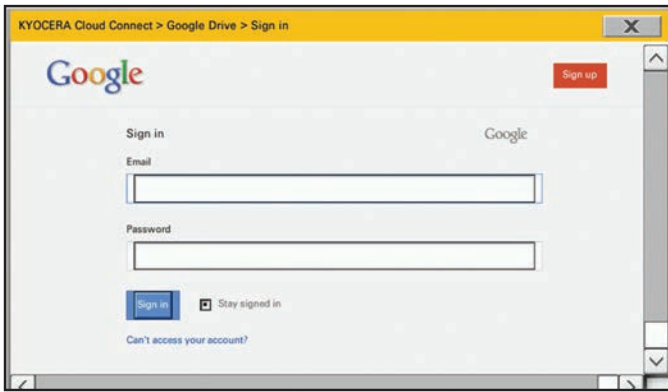 KYOCERA Cloud Connect > Google Drive > Sign in
X
Google
Sign up
Sign in
Google
Email
Password
Sign in
Stay signed in
Can't access your account?